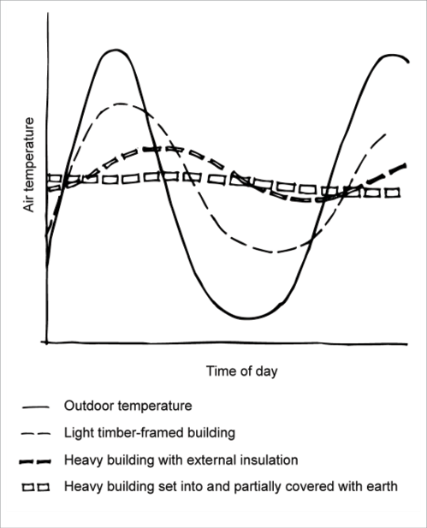 Air temperature
Time of day
Outdoor temperature
Light timber-framed building
Heavy building with external insulation
Heavy building set into and partially covered with earth